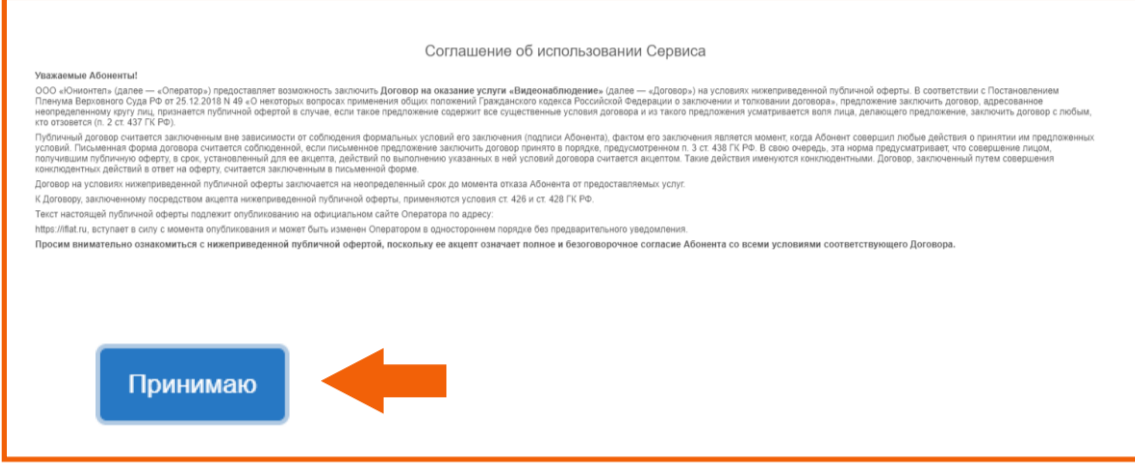 Соглашение об использовании Сервиса
Уважаемые Абоненты!
ООО «Юнионтел» (далее — «Оператор») предоставляет возможность заключить Договор на оказание услуги «Видеонаблюдение» (далее — «Договор») на условиях нижеприведенной публичной оферты. В соответствии с Постановлением
Пленума Верховного Суда РФ от 25.12.2018 N 49 «О некоторых вопросах применения общих положений Гражданского кодекса Российской Федерации о заключении и толковании договора», предложение заключить договор, адресованное
неопределенному кругу лиц, признается публичной офертой в случае, если такое предложение содержит все существенные условия договора и из такого предложения усматривается воля лица, делающего предложение, заключить договор с любым,
кто отзовется (п. 2 ст. 437 ГК РФ).
Публичный договор считается заключенным вне зависимости от соблюдения формальных условий его заключения (подписи Абонента), фактом его заключения является момент, когда Абонент совершил любые действия о принятии им предложенных
условий. Письменная форма договора считается соблюденной, если письменное предложение заключить договор принято в порядке, предусмотренном п. 3 ст. 438 ГК РФ. В свою очередь, эта норма предусматривает, что совершение лицом,
получившим публичную оферту, в срок, установленный для ее акцепта, действий по выполнению указанных в ней условий договора считается акцептом. Такие действия именуются конклюдентными. Договор, заключенный путем совершения
конклюдентных действий в ответ на оферту, считается заключенным в письменной форме.
Договор на условиях нижеприведенной публичной оферты заключается на неопределенный срок до момента отказа Абонента от предоставляемых услуг.
К Договору, заключенному посредством акцепта нижеприведенной публичной оферты, применяются условия ст. 426 и ст. 428 ГК РФ.
Текст настоящей публичной оферты подлежит опубликованию на официальном сайте Оператора по адресу:
https://iflat.ru, вступает в силу с момента опубликования и может быть изменен Оператором в одностороннем порядке без предварительного уведомления.
Просим внимательно ознакомиться с нижеприведенной публичной офертой, поскольку ее акцепт означает полное и безоговорочное согласие Абонента со всеми условиями соответствующего Договора.
Принимаю